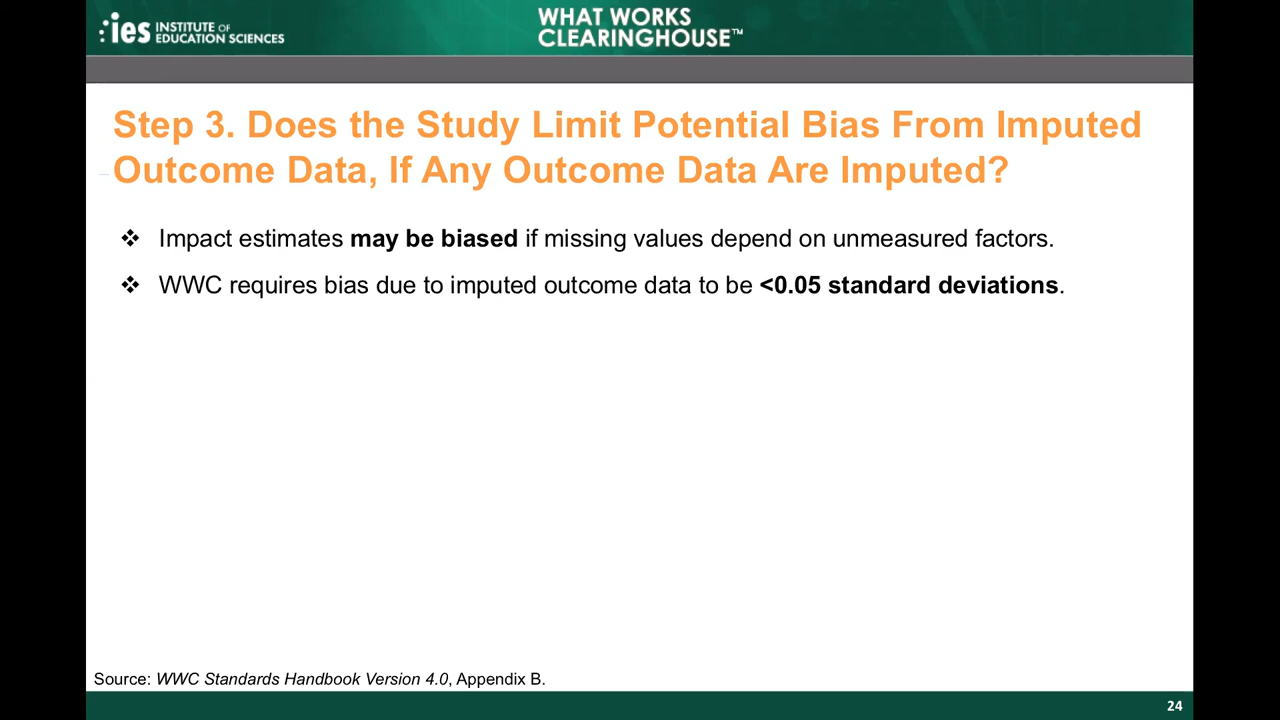 ies INSTITUTE OF
EDUCATION SCIENCES
WHAT WORKS
CLEARINGHOUSE™
Step 3. Does the Study Limit Potential Bias From Imputed
Outcome Data, If Any Outcome Data Are Imputed?
❖ Impact estimates may be biased if missing values depend on unmeasured factors.
❖ WWC requires bias due to imputed outcome data to be <0.05 standard deviations.
Source: WWC Standards Handbook Version 4.0, Appendix B.
24